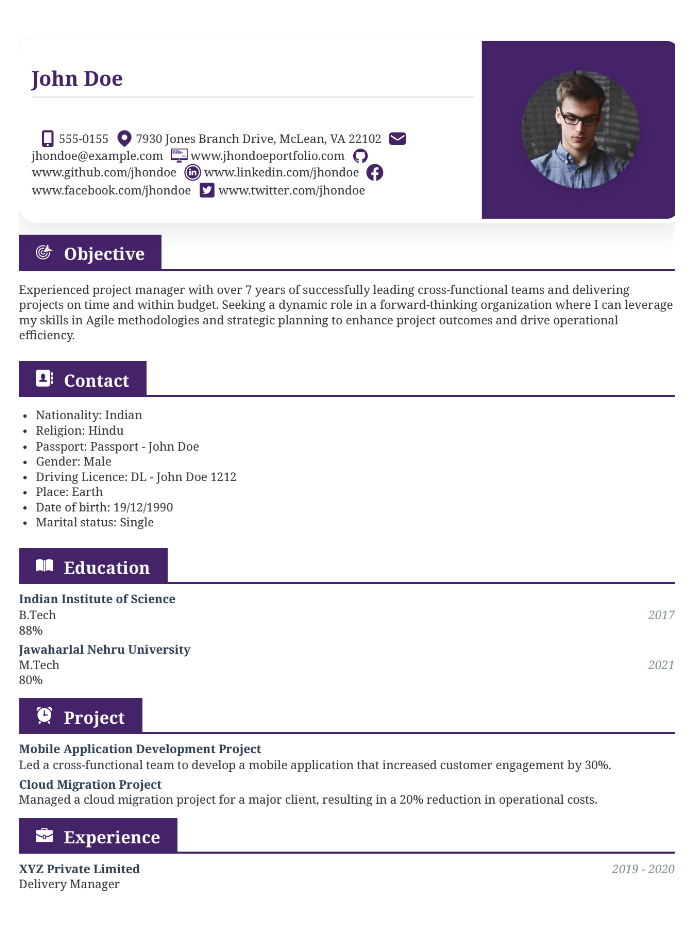 John Doe
555-0155 7930 Jones Branch Drive, McLean, VA 22102
jhondoe@example.com www.jhondoeportfolio.com
www.github.com/jhondoe www.linkedin.com/jhondoe
www.facebook.com/jhondoe www.twitter.com/jhondoe
Objective
Experienced project manager with over 7 years of successfully leading cross-functional teams and delivering
projects on time and within budget. Seeking a dynamic role in a forward-thinking organization where I can leverage
my skills in Agile methodologies and strategic planning to enhance project outcomes and drive operational
efficiency.
Contact
• Nationality: Indian
• Religion: Hindu
• Passport: Passport - John Doe
• Gender: Male
• Driving Licence: DL - John Doe 1212
• Place: Earth
• Date of birth: 19/12/1990
• Marital status: Single
Education
Indian Institute of Science
B.Tech 2017
88%
Jawaharlal Nehru University
M.Tech 2021
80%
Project
Mobile Application Development Project
Led a cross-functional team to develop a mobile application that increased customer engagement by 30%.
Cloud Migration Project
Managed a cloud migration project for a major client, resulting in a 20% reduction in operational costs.
Experience
XYZ Private Limited 2019 - 2020
Delivery Manager